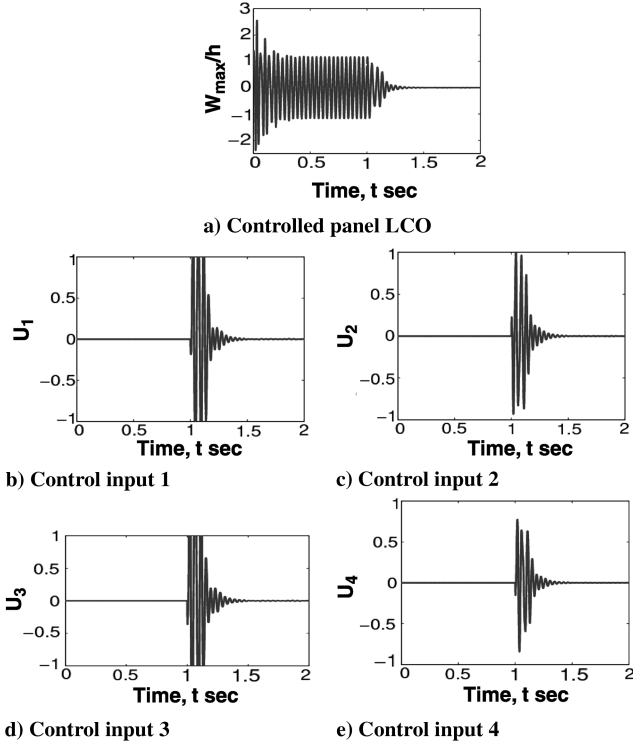 3
2
1
0
−1
−2
W_max/h
0 0.5 1 1.5 2
Time, t sec
a) Controlled panel LCO
1
0.5
0
−0.5
−1
U_1
0 0.5 1 1.5 2
Time, t sec
b) Control input 1
1
0.5
0
−0.5
−1
U_2
0 0.5 1 1.5 2
Time, t sec
c) Control input 2
1
0.5
0
−0.5
−1
U_3
0 0.5 1 1.5 2
Time, t sec
d) Control input 3
1
0.5
0
−0.5
−1
U_4
0 0.5 1 1.5 2
Time, t sec
e) Control input 4